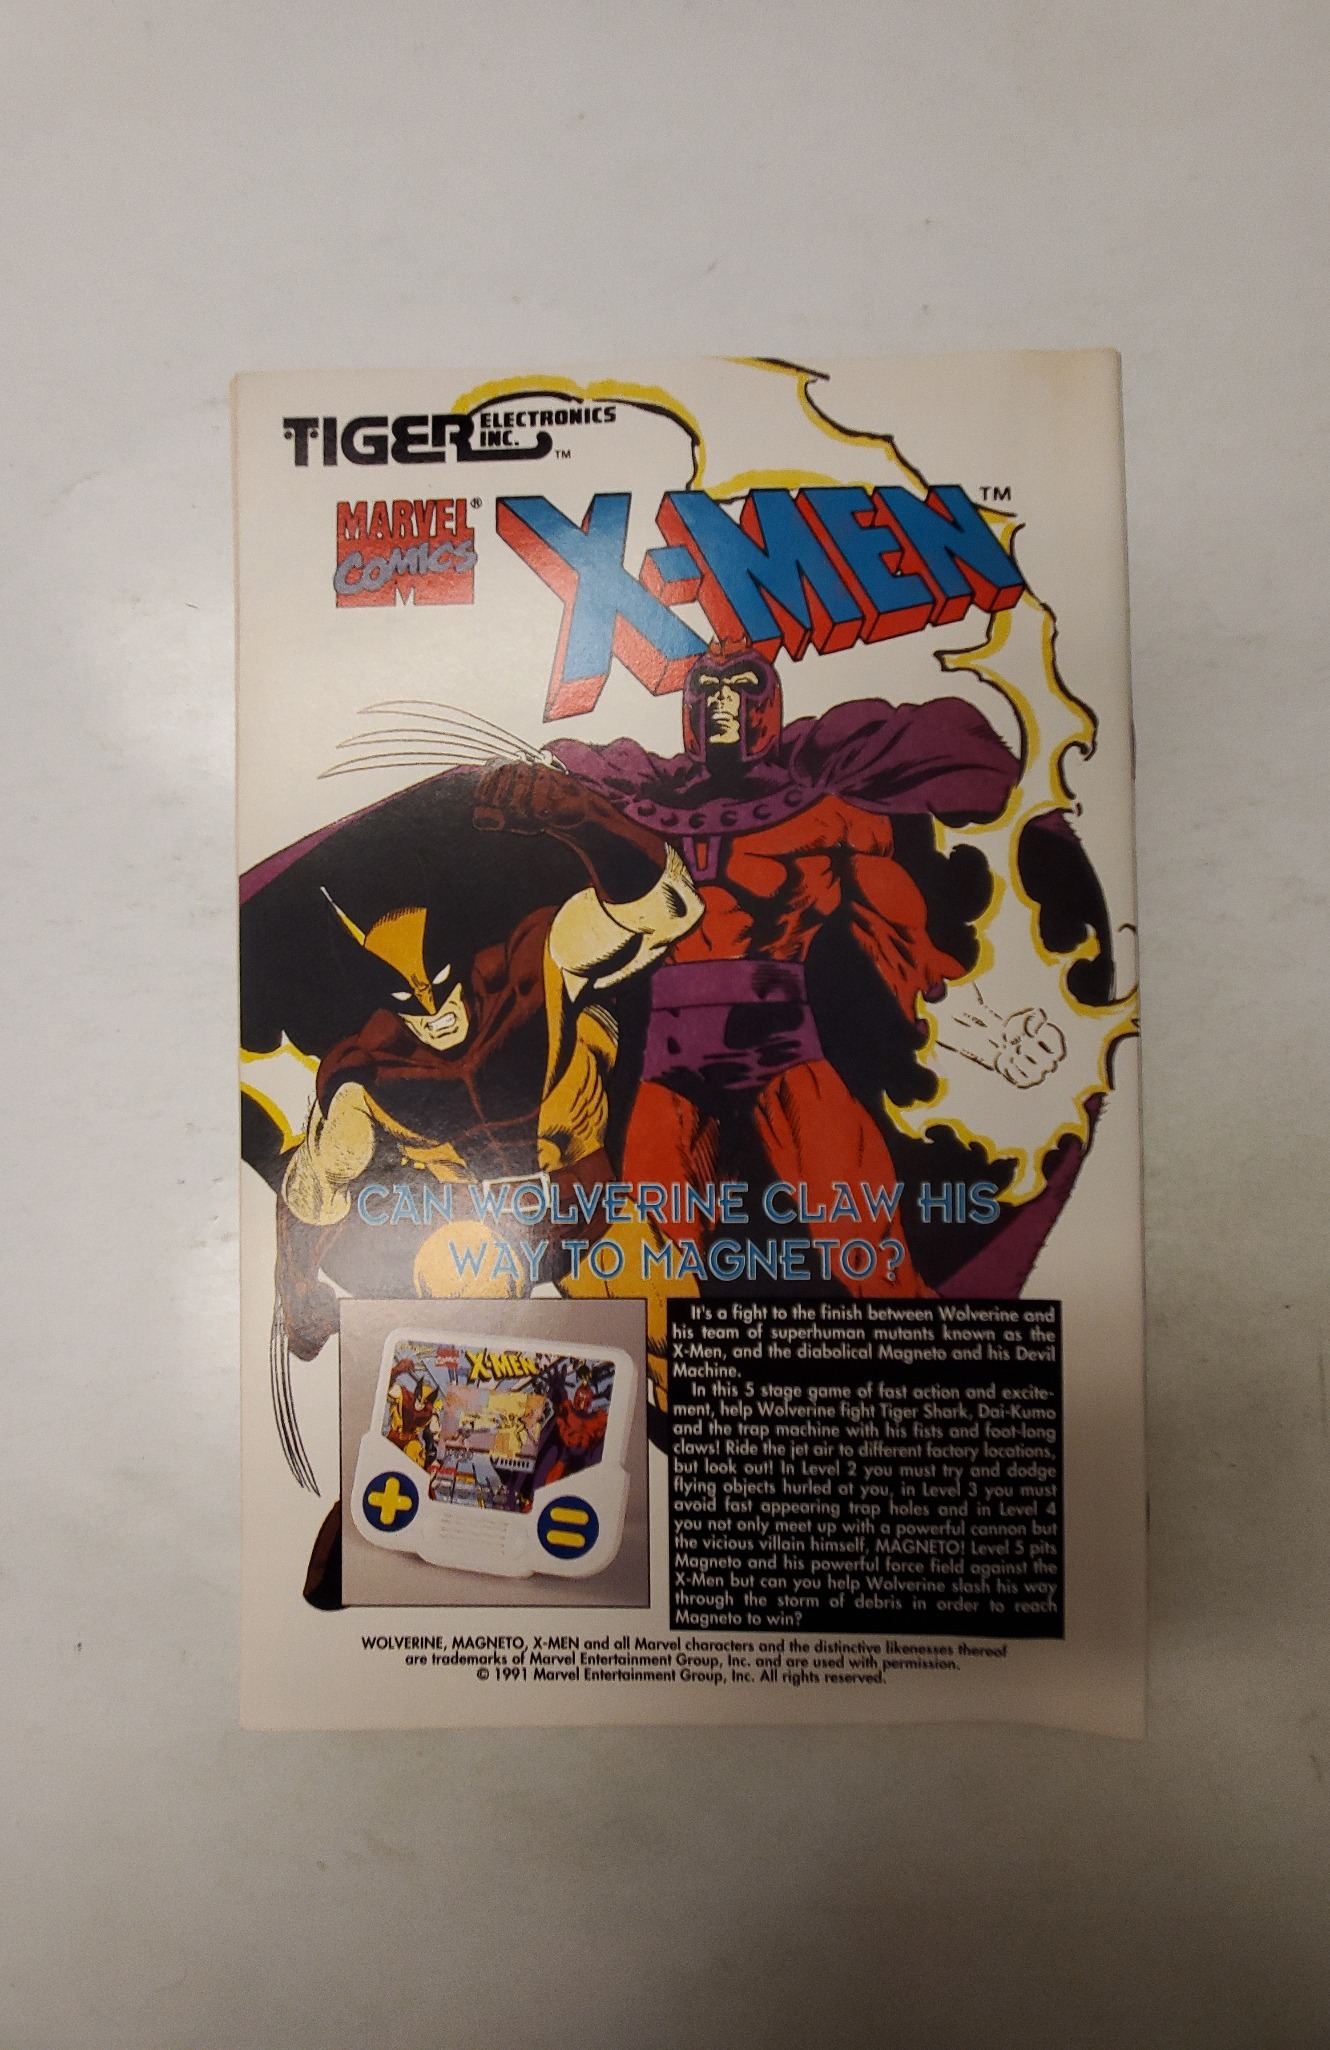 TIGER ELECTRONICS INC.™
MARVEL® COMICS
X-MEN™
CAN WOLVERINE CLAW HIS
WAY TO MAGNETO?
X-MEN
It's a fight to the finish between Wolverine and
his team of superhuman mutants known as the
X-Men, and the diabolical Magneto and his Devil
Machine.
In this 5 stage game of fast action and excite-
ment, help Wolverine fight Tiger Shark, Dai-Kumo
and the trap machine with his fists and foot-long
claws! Ride the jet air to different factory locations,
but look out! In Level 2 you must try and dodge
flying objects hurled at you, in Level 3 you must
avoid fast appearing trap holes and in Level 4
you not only meet up with a powerful cannon but
the vicious villain himself, MAGNETO! Level 5 pits
Magneto and his powerful force field against the
X-Men but can you help Wolverine slash his way
through the storm of debris in order to reach
Magneto to win?
WOLVERINE, MAGNETO, X-MEN and all Marvel characters and the distinctive likenesses thereof
are trademarks of Marvel Entertainment Group, Inc. and are used with permission.
© 1991 Marvel Entertainment Group, Inc. All rights reserved.